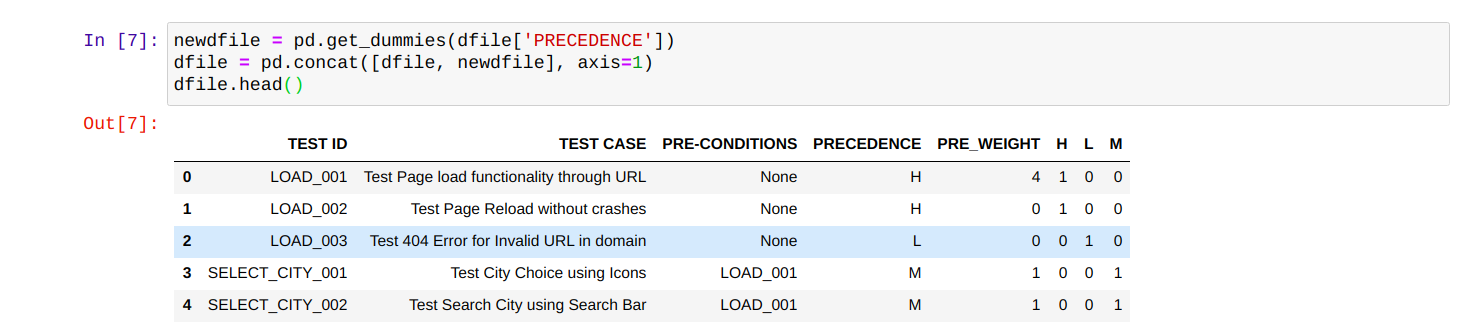 In [7]: newdfile = pd.get_dummies(dfile['PRECEDENCE'])
dfile = pd.concat([dfile, newdfile], axis=1)
dfile.head()
Out[7]:
TEST ID TEST CASE PRE-CONDITIONS PRECEDENCE PRE_WEIGHT H L M
0 LOAD_001 Test Page load functionality through URL None H 4 1 0 0
1 LOAD_002 Test Page Reload without crashes None H 0 1 0 0
2 LOAD_003 Test 404 Error for Invalid URL in domain None L 0 0 1 0
3 SELECT_CITY_001 Test City Choice using Icons LOAD_001 M 1 0 0 1
4 SELECT_CITY_002 Test Search City using Search Bar LOAD_001 M 1 0 0 1